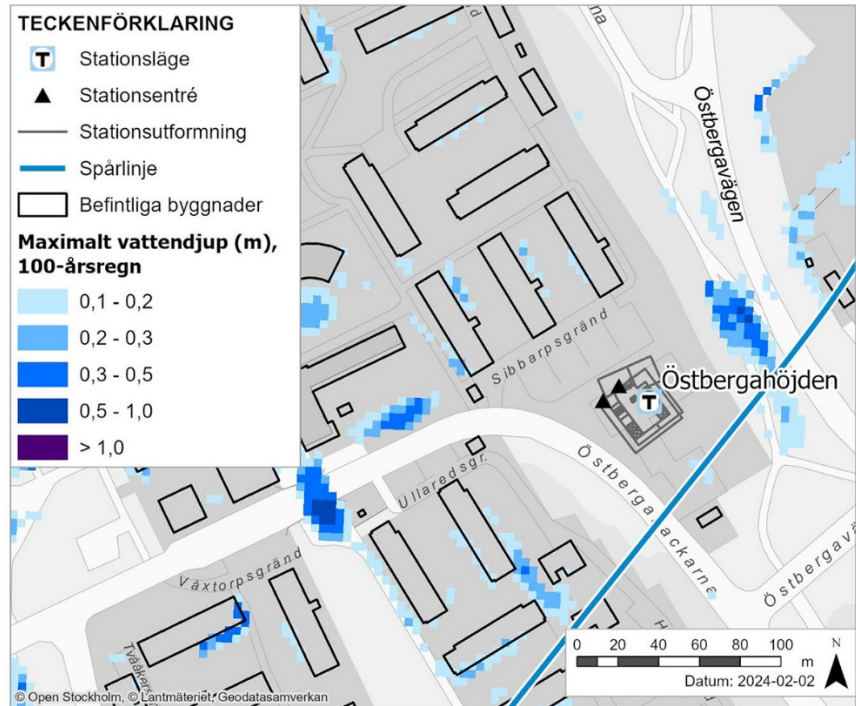 TECKENFÖRKLARING
T Stationsläge
Stationsentré
Stationsutformning
Spårlinje
Befintliga byggnader
Maximalt vattendjup (m),
100-årsregn
0,1 - 0,2
0,2 - 0,3
0,3 - 0,5
0,5 - 1,0
> 1,0
Östbergavägen
Sibbarpsgränd
T Östbergahöjden
Ullaredsgr.
Östbergabackarna
Växtorpsgränd
0 20 40 60 80 100
m
N
Datum: 2024-02-02
© Open Stockholm, © Lantmäteriet, Geodatasamverkan